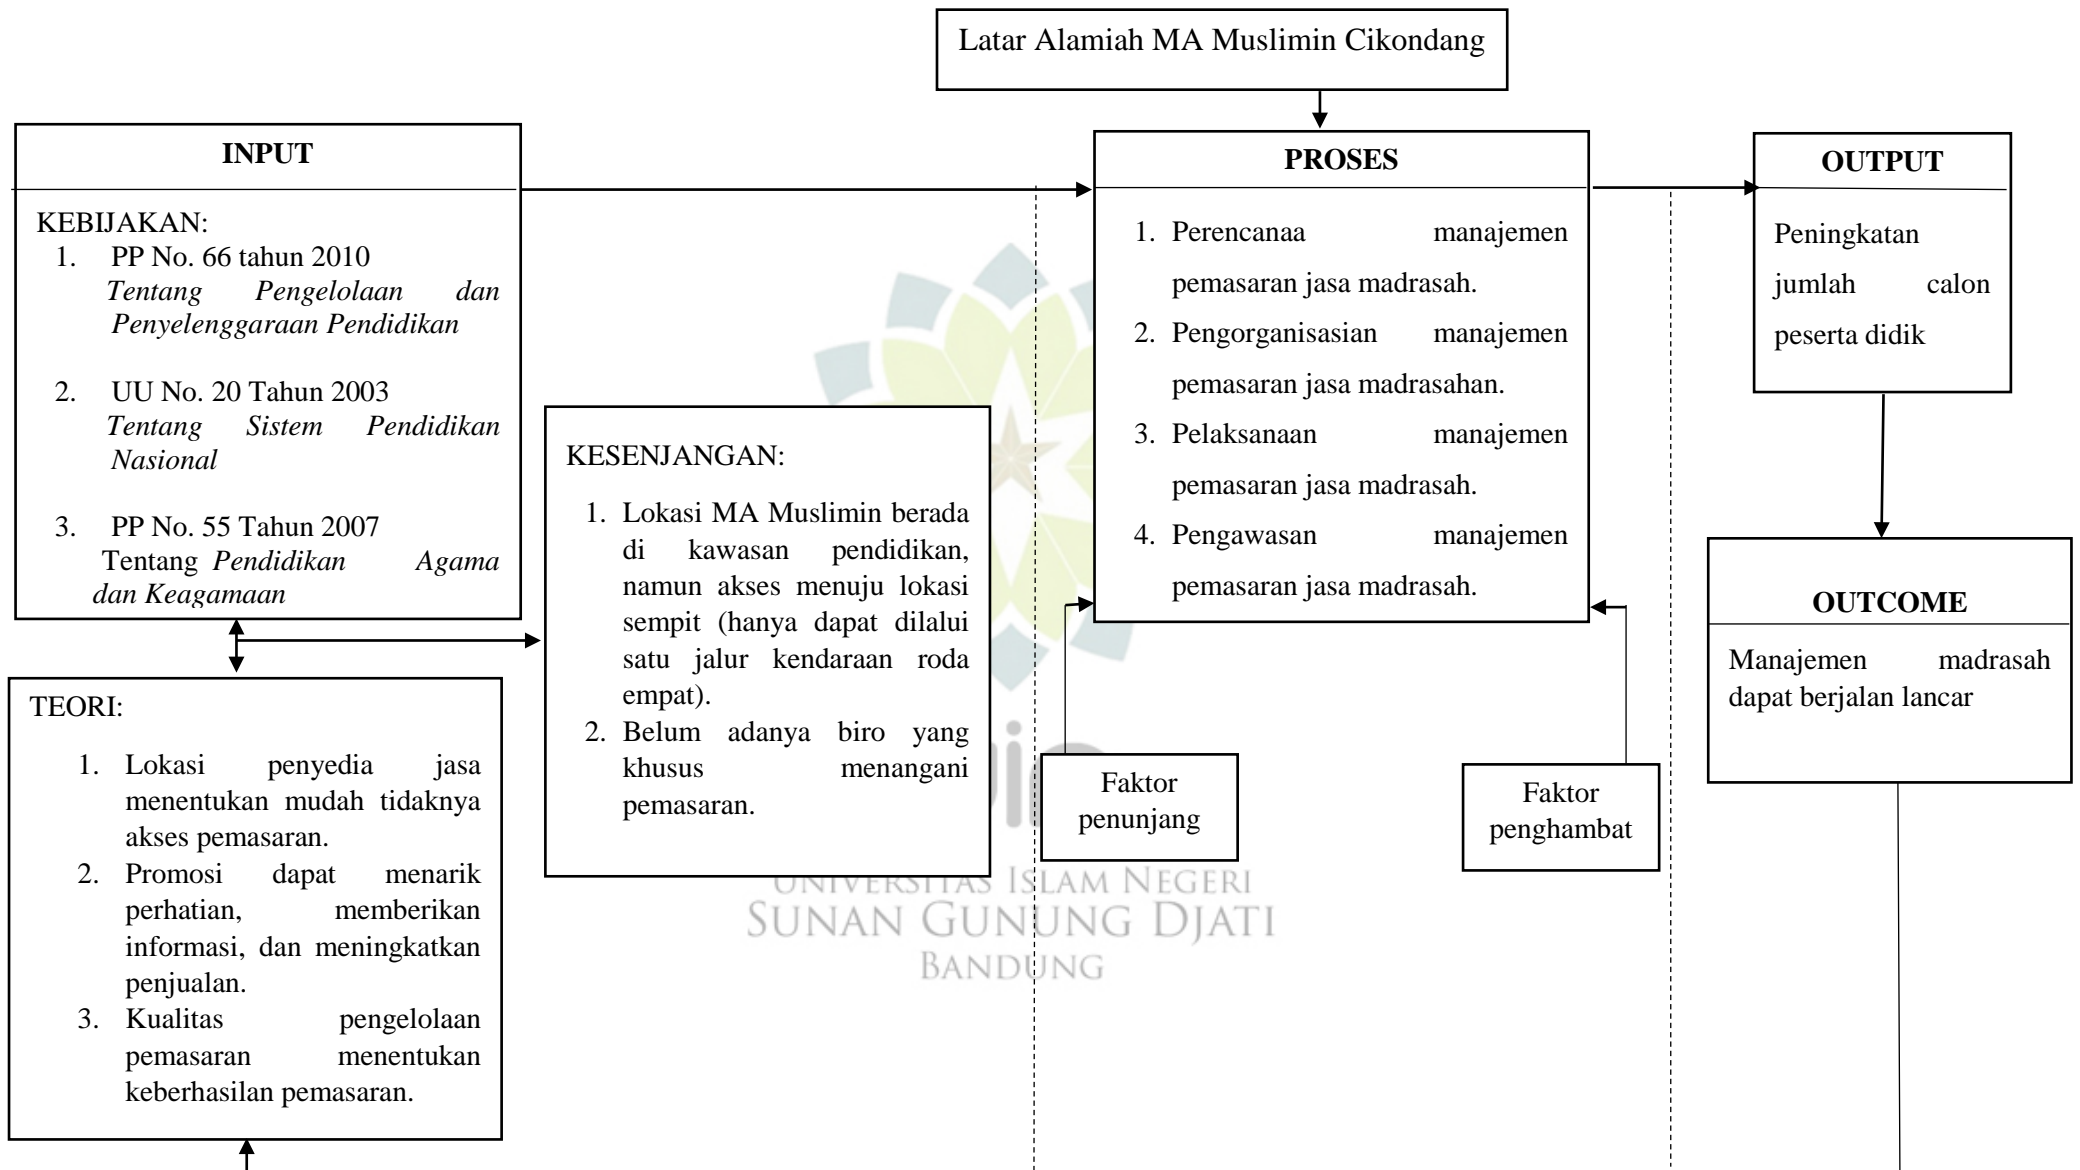 Latar Alamiah MA Muslimin Cikondang
INPUT
KEBIJAKAN:
1. PP No. 66 tahun 2010
Tentang Pengelolaan dan
Penyelenggaraan Pendidikan
2. UU No. 20 Tahun 2003
Tentang Sistem Pendidikan
Nasional
3. PP No. 55 Tahun 2007
Tentang Pendidikan Agama
dan Keagamaan
TEORI:
1. Lokasi penyedia jasa
menentukan mudah tidaknya
akses pemasaran.
2. Promosi dapat menarik
perhatian, memberikan
informasi, dan meningkatkan
penjualan.
3. Kualitas pengelolaan
pemasaran menentukan
keberhasilan pemasaran.
KESENJANGAN:
1. Lokasi MA Muslimin berada
di kawasan pendidikan,
namun akses menuju lokasi
sempit (hanya dapat dilalui
satu jalur kendaraan roda
empat).
2. Belum adanya biro yang
khusus menangani
pemasaran.
PROSES
1. Perencanaa manajemen
pemasaran jasa madrasah.
2. Pengorganisasian manajemen
pemasaran jasa madrasahan.
3. Pelaksanaan manajemen
pemasaran jasa madrasah.
4. Pengawasan manajemen
pemasaran jasa madrasah.
Faktor
penunjang
Faktor
penghambat
OUTPUT
Peningkatan
jumlah calon
peserta didik
OUTCOME
Manajemen madrasah
dapat berjalan lancar
UNIVERSITAS ISLAM NEGERI
SUNAN GUNUNG DJATI
BANDUNG